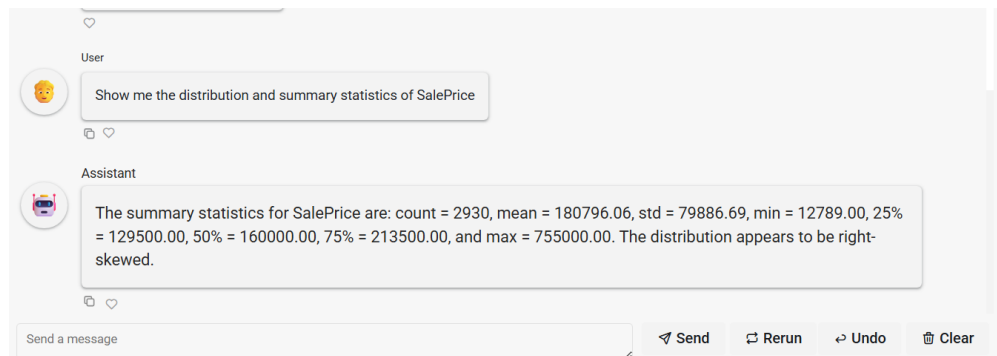 User
Show me the distribution and summary statistics of SalePrice
Assistant
The summary statistics for SalePrice are: count = 2930, mean = 180796.06, std = 79886.69, min = 12789.00, 25%
= 129500.00, 50% = 160000.00, 75% = 213500.00, and max = 755000.00. The distribution appears to be right-
skewed.
Send a message
Send
Rerun
Undo
Clear